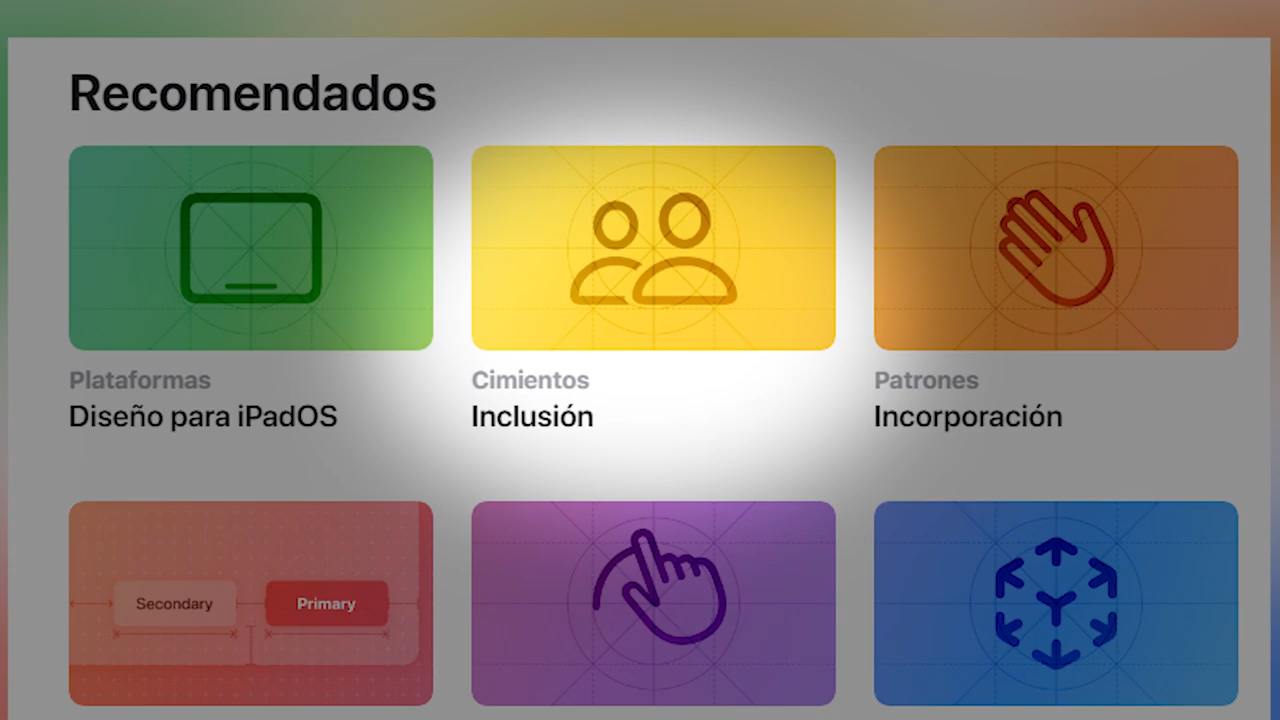 Recomendados
Plataformas
Diseño para iPadOS
Cimientos
Inclusión
Patrones
Incorporación
Secondary
Primary